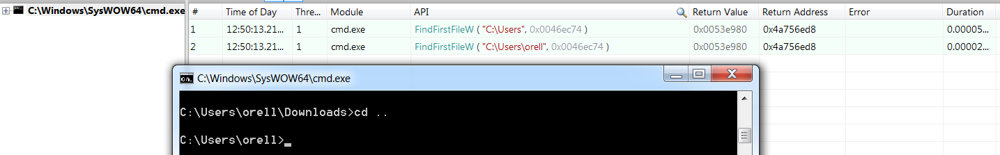 C:\Windows\SysWOW64\cmd.exe
# Time of Day Thre... Module API Return Value Return Address Error Duration
1 12:50:13.21... 1 cmd.exe FindFirstFileW ( "C:\Users", 0x0046ec74 ) 0x0053e980 0x4a756ed8 0.00005...
2 12:50:13.21... 1 cmd.exe FindFirstFileW ( "C:\Users\orell", 0x0046ec74 ) 0x0053e980 0x4a756ed8 0.00002...
C:\Windows\SysWOW64\cmd.exe
C:\Users\orell\Downloads>cd ..
C:\Users\orell>_